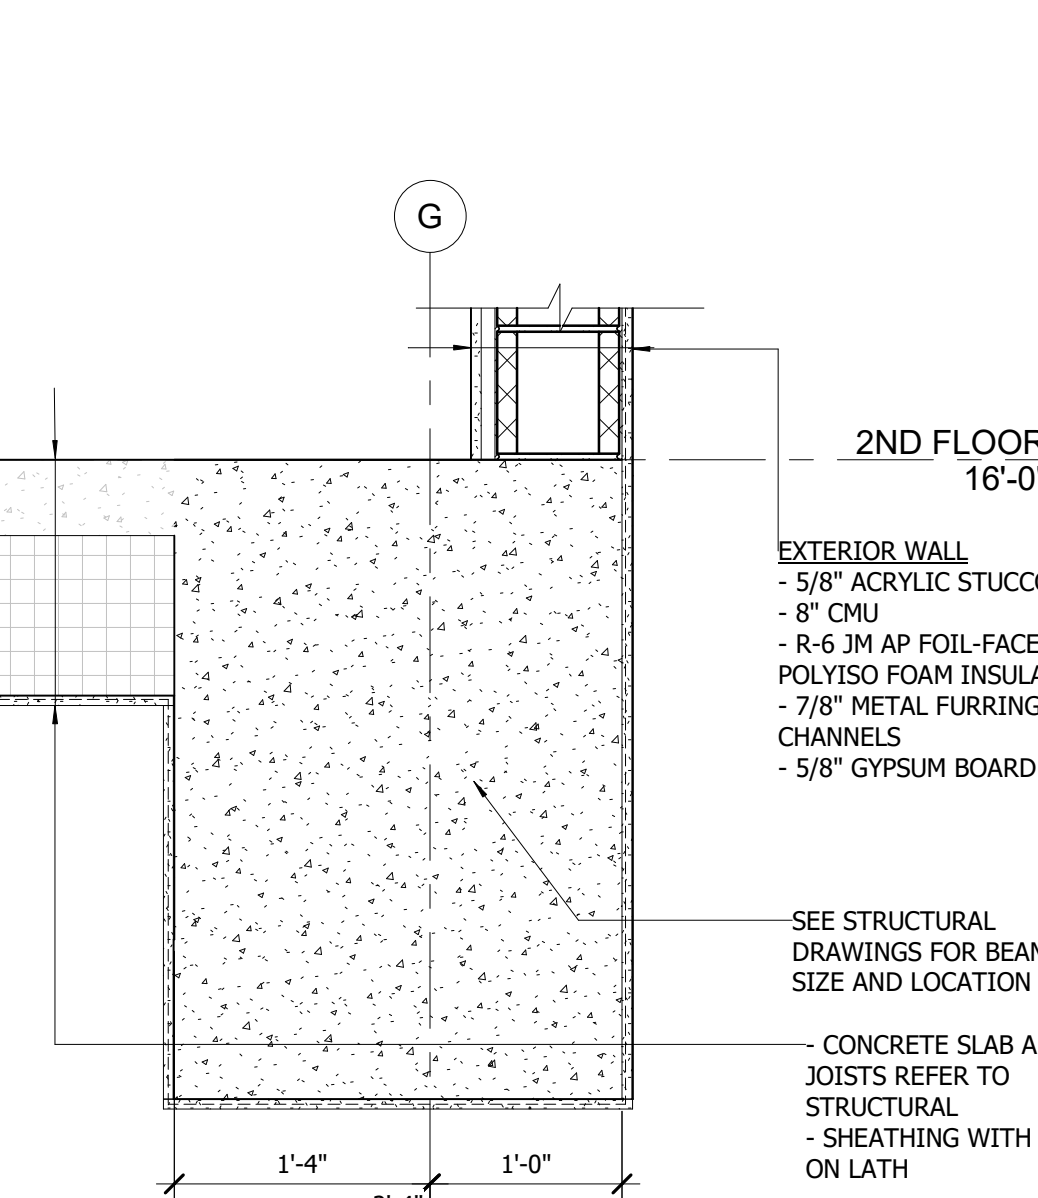 G
2ND FLOOR
16'-0"
EXTERIOR WALL
- 5/8" ACRYLIC STUCCO
- 8" CMU
- R-6 JM AP FOIL-FACE
POLYISO FOAM INSULA
- 7/8" METAL FURRING
CHANNELS
- 5/8" GYPSUM BOARD
SEE STRUCTURAL
DRAWINGS FOR BEAM
SIZE AND LOCATION
- CONCRETE SLAB A
JOISTS REFER TO
STRUCTURAL
- SHEATHING WITH
ON LATH
1'-4"
1'-0"